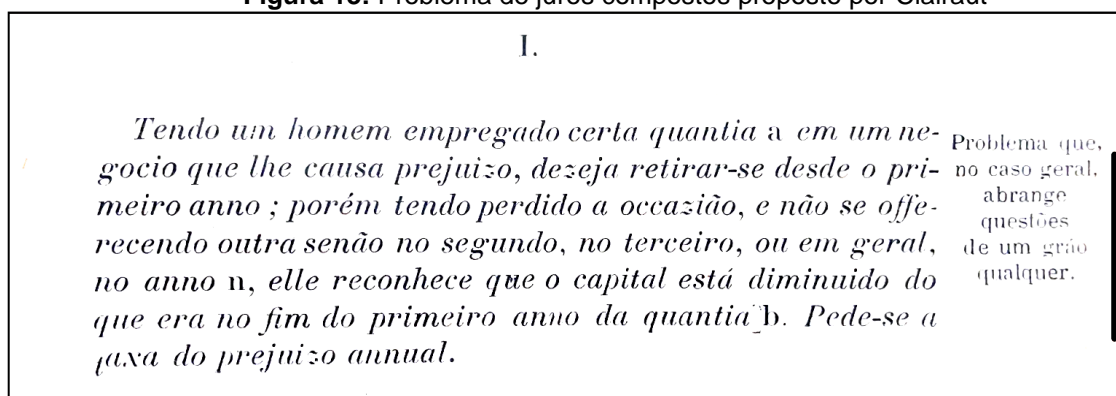 Figura 18. Problema de juros compostos proposto por Clairaut
I.
Tendo um homem empregado certa quantia a em um ne-
gocio que lhe causa prejuizo, dezeja retirar-se desde o pri-
meiro anno ; porém tendo perdido a occazião, e não se offe-
recendo outra senão no segundo, no terceiro, ou em geral,
no anno n, elle reconhece que o capital está diminuido do
que era no fim do primeiro anno da quantia b. Pede-se a
taxa do prejuizo annual.
Problema que,
no caso geral,
abrange
questões
de um gráo
qualquer.